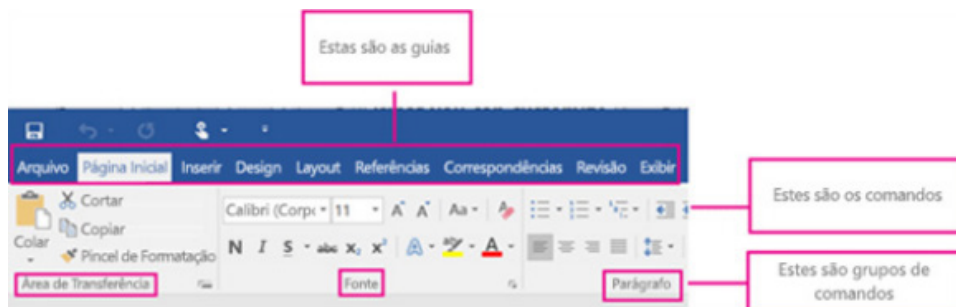 Estas são as guias
Arquivo Página Inicial Inserir Design Layout Referências Correspondências Revisão Exibir
Estes são os comandos
Cortar
Copiar
Colar
Pincel de Formatação
Calibri (Corpo 11 A A Aa
N I S abc x₂ x² A aby A
Área de Transferência Fonte Parágrafo
Estes são grupos de
comandos